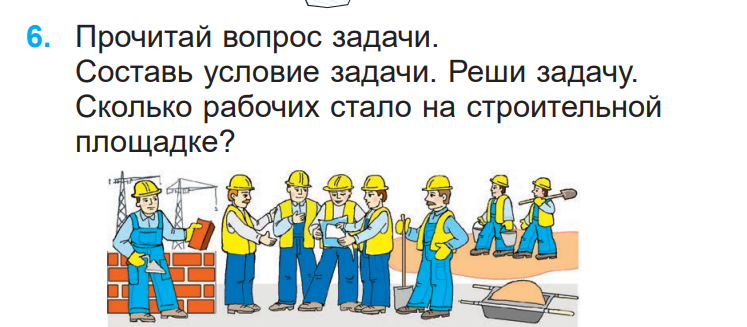 6. Прочитай вопрос задачи.
Составь условие задачи. Реши задачу.
Сколько рабочих стало на строительной
площадке?